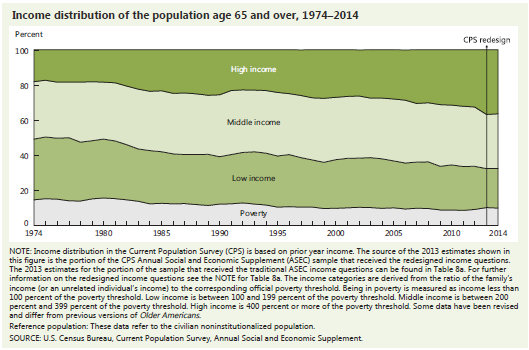 Income distribution of the population age 65 and over, 1974–2014
Percent
CPS redesign
100
80
60
40
20
0
High income
Middle income
Low income
Poverty
1974 1980 1985 1990 1995 2000 2005 2010 2014
NOTE: Income distribution in the Current Population Survey (CPS) is based on prior year income. The source of the 2013 estimates shown in
this figure is the portion of the CPS Annual Social and Economic Supplement (ASEC) sample that received the redesigned income questions.
The 2013 estimates for the portion of the sample that received the traditional ASEC income questions can be found in Table 8a. For further
information on the redesigned income questions see the NOTE for Table 8a. The income categories are derived from the ratio of the family's
income (or an unrelated individual's income) to the corresponding official poverty threshold. Being in poverty is measured as income less than
100 percent of the poverty threshold. Low income is between 100 and 199 percent of the poverty threshold. Middle income is between 200
percent and 399 percent of the poverty threshold. High income is 400 percent or more of the poverty threshold. Some data have been revised
and differ from previous versions of Older Americans.
Reference population: These data refer to the civilian noninstitutionalized population.
SOURCE: U.S. Census Bureau, Current Population Survey, Annual Social and Economic Supplement.